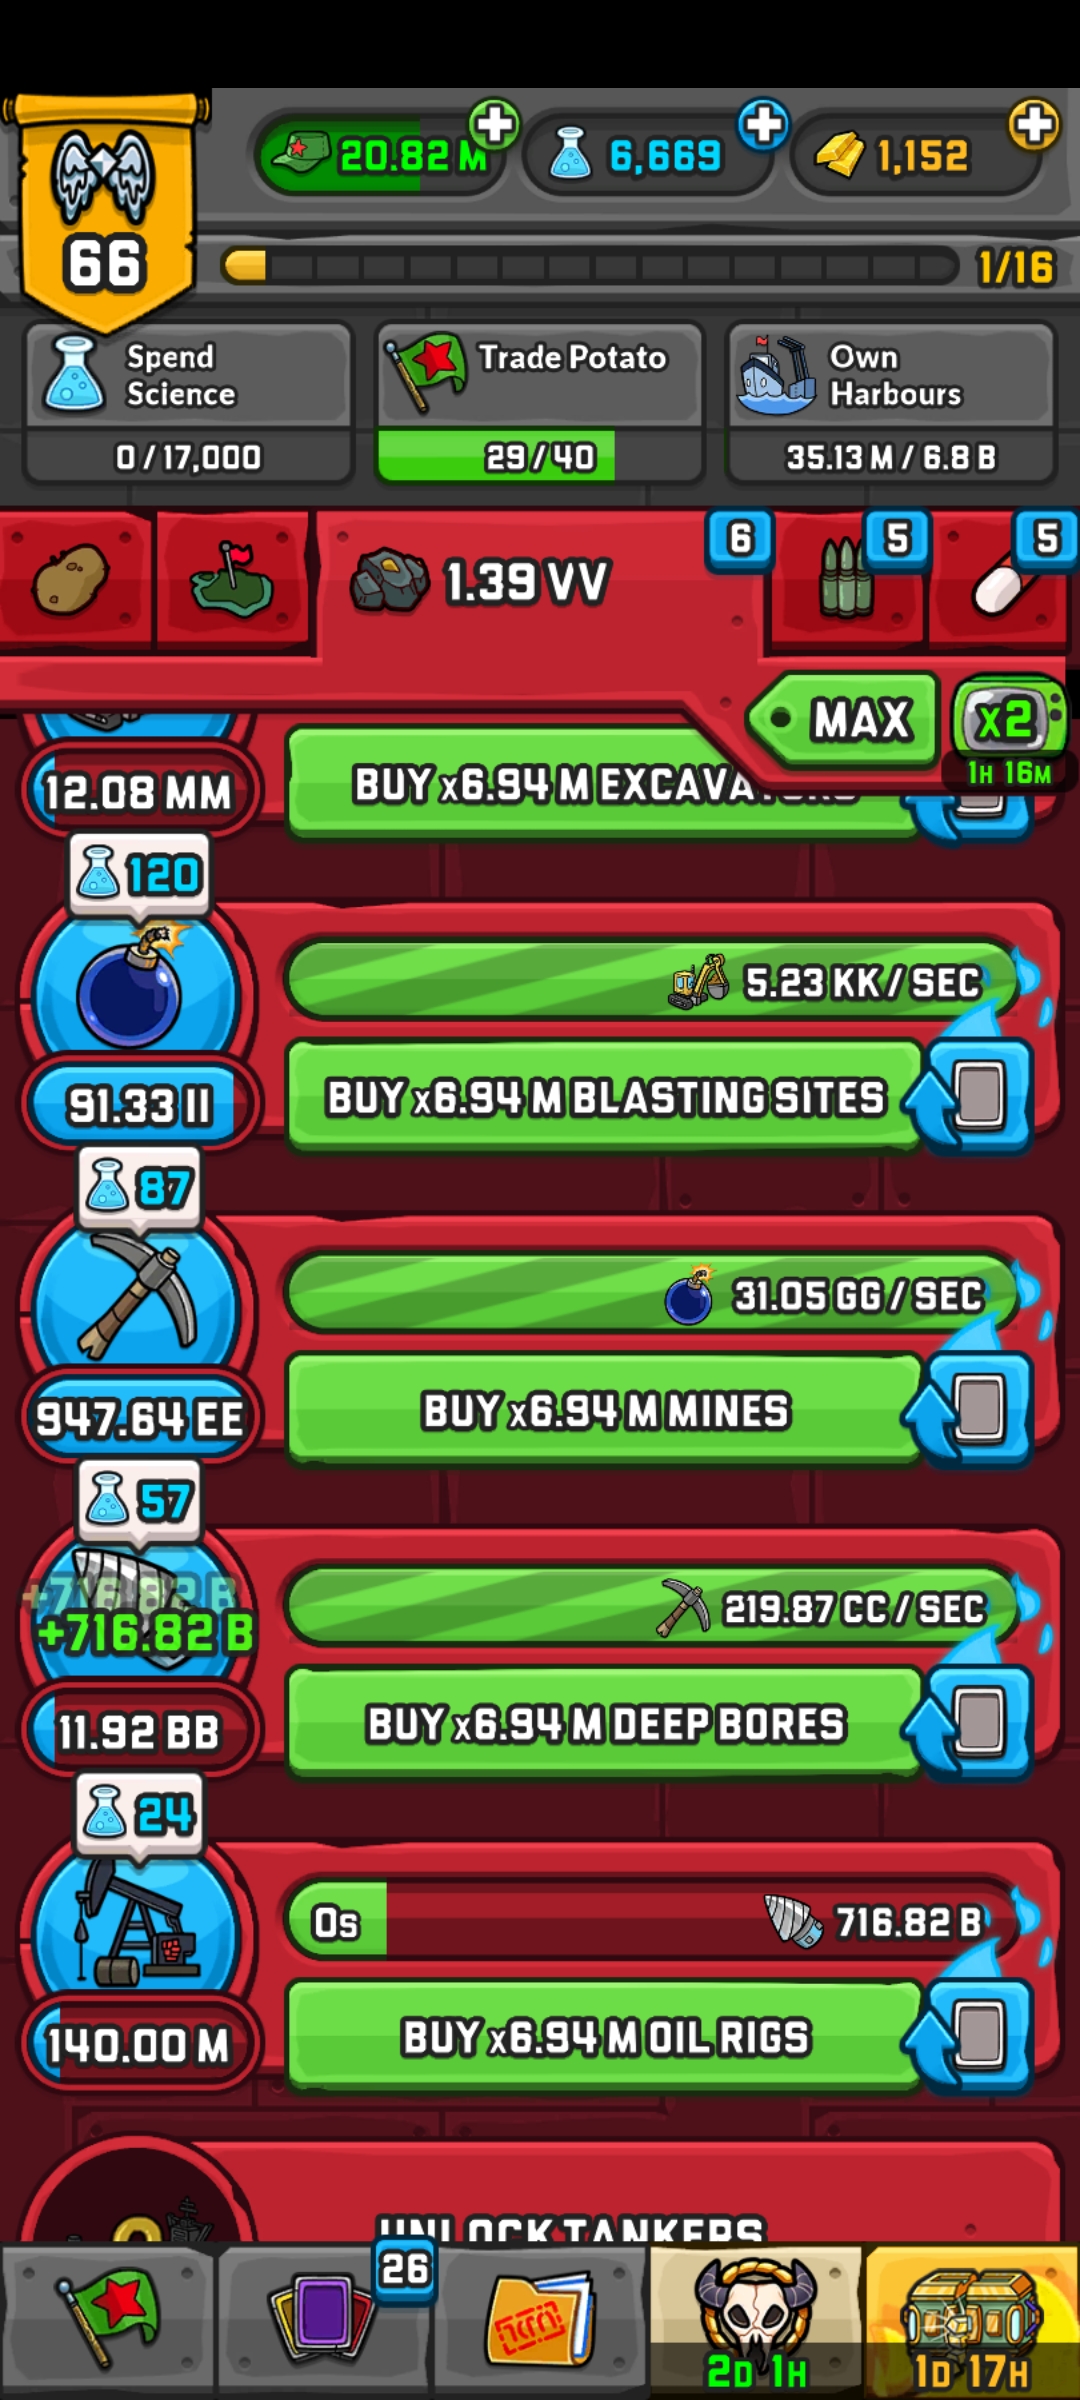 66
20.82 M
6,669
1,152
1/16
Spend
Science
0 / 17,000
Trade Potato
29 / 40
Own
Harbours
35.13 M / 6.8 B
1.39 VV
6
5
5
MAX
x2
1H 16M
12.08 MM
BUY x6.94 M EXCAVATORS
120
5.23 KK / SEC
91.33 II
BUY x6.94 M BLASTING SITES
87
31.05 GG / SEC
947.64 EE
BUY x6.94 M MINES
57
+716.82 B
+716.82 B
219.87 CC / SEC
11.92 BB
BUY x6.94 M DEEP BORES
24
0s
716.82 B
140.00 M
BUY x6.94 M OIL RIGS
UNLOCK TANKERS
26
2D 1H
1D 17H